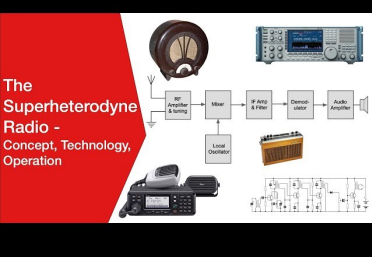 The
Superheterodyne
Radio -
Concept, Technology,
Operation
RF
Amplifier
& tuning
Mixer
IF Amp
& Filter
Demod-
ulator
Audio
Amplifier
Local
Oscillator